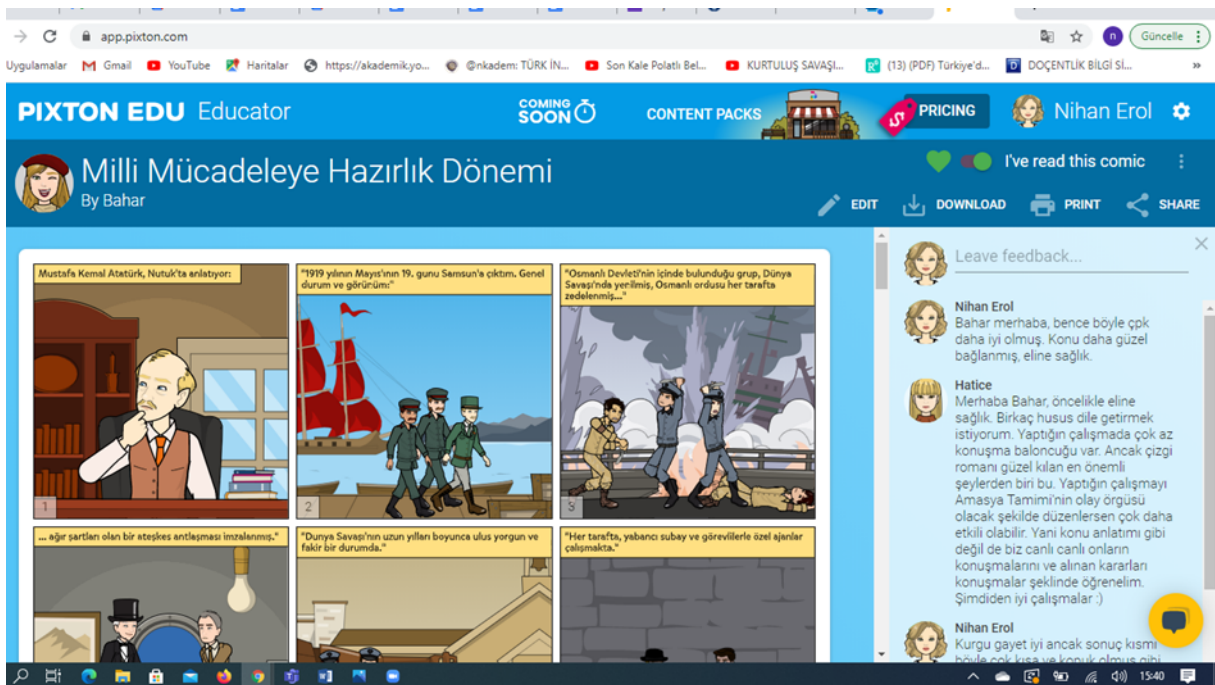 app.pixton.com
Güncelle
Uygulamalar
Gmail
YouTube
Haritalar
https://akademik.yo...
@nkadem: TÜRK İN...
Son Kale Polatlı Bel...
KURTULUŞ SAVAŞI...
(13) (PDF) Türkiye'd...
DOÇENTLİK BİLGİ Sİ...
»
PIXTON EDU Educator
COMING
SOON
CONTENT PACKS
PRICING
Nihan Erol
Milli Mücadeleye Hazırlık Dönemi
By Bahar
I've read this comic
EDIT
DOWNLOAD
PRINT
SHARE
Mustafa Kemal Atatürk, Nutuk'ta anlatıyor:
1
"1919 yılının Mayıs'ının 19. gunu Samsun'a çıktım. Genel
durum ve görünüm:"
2
"Osmanlı Devleti'nin içinde bulunduğu grup, Dünya
Savaşı'nda yenilmiş, Osmanlı ordusu her tarafta
zedelenmiş..."
3
... ağır şartları olan bir ateşkes antlaşması imzalanmış."
"Dunya Savaşı'nın uzun yılları boyunca ulus yorgun ve
fakir bir durumda."
"Her tarafta, yabancı subay ve görevlilerle özel ajanlar
çalışmakta."
Leave feedback...
Nihan Erol
Bahar merhaba, bence böyle çpk
daha iyi olmuş. Konu daha güzel
bağlanmış, eline sağlık.
Hatice
Merhaba Bahar, öncelikle eline
sağlık. Birkaç husus dile getirmek
istiyorum. Yaptığın çalışmada çok az
konuşma baloncuğu var. Ancak çizgi
romanı güzel kılan en önemli
şeylerden biri bu. Yaptığın çalışmayı
Amasya Tamimi'nin olay örgüsü
olacak şekilde düzenlersen çok daha
etkili olabilir. Yani konu anlatımı gibi
değil de biz canlı canlı onların
konuşmalarını ve alınan kararları
konuşmalar şeklinde öğrenelim.
Şimdiden iyi çalışmalar :)
Nihan Erol
Kurgu gayet iyi ancak sonuç kısmı
böyle çok kısa ve kopuk olmuş gibi
15:40